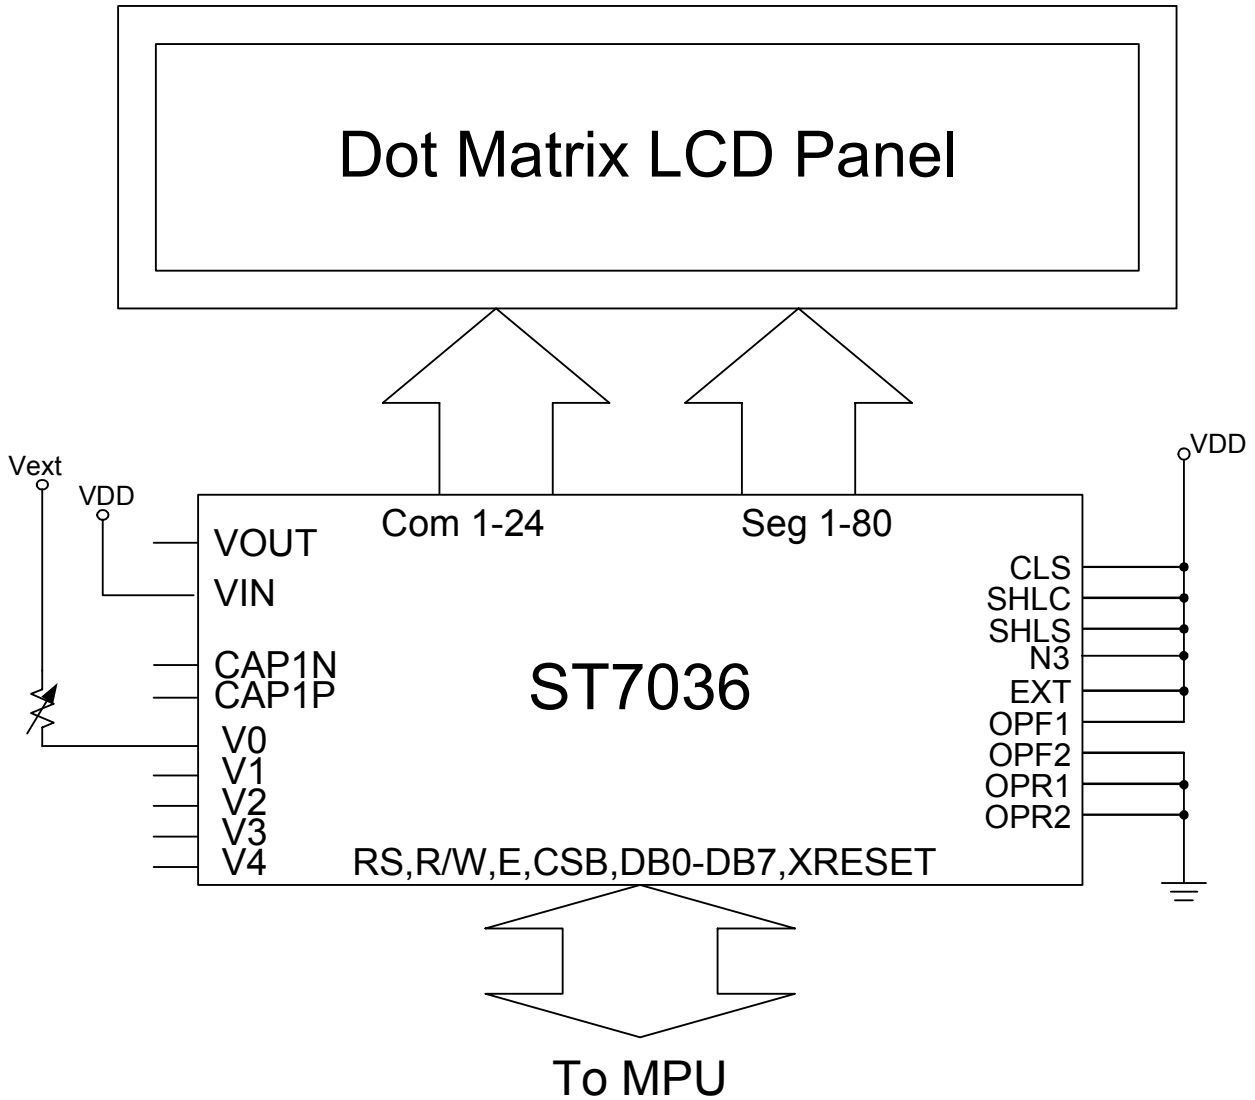 Dot Matrix LCD Panel
Vext
VDD
VDD
Com 1-24
Seg 1-80
VOUT
VIN
CAP1N
CAP1P
V0
V1
V2
V3
V4
ST7036
CLS
SHLC
SHLS
N3
EXT
OPF1
OPF2
OPR1
OPR2
RS,R/W,E,CSB,DB0-DB7,XRESET
To MPU